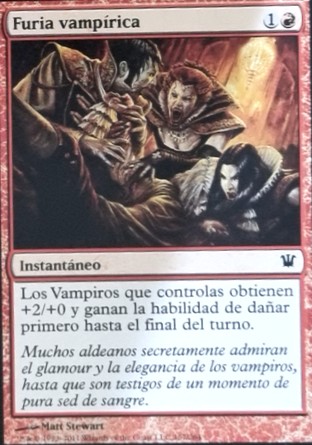 Furia vampírica 1
Instantáneo
Los Vampiros que controlas obtienen
+2/+0 y ganan la habilidad de dañar
primero hasta el final del turno.
Muchos aldeanos secretamente admiran
el glamour y la elegancia de los vampiros,
hasta que son testigos de un momento de
pura sed de sangre.
Matt Stewart